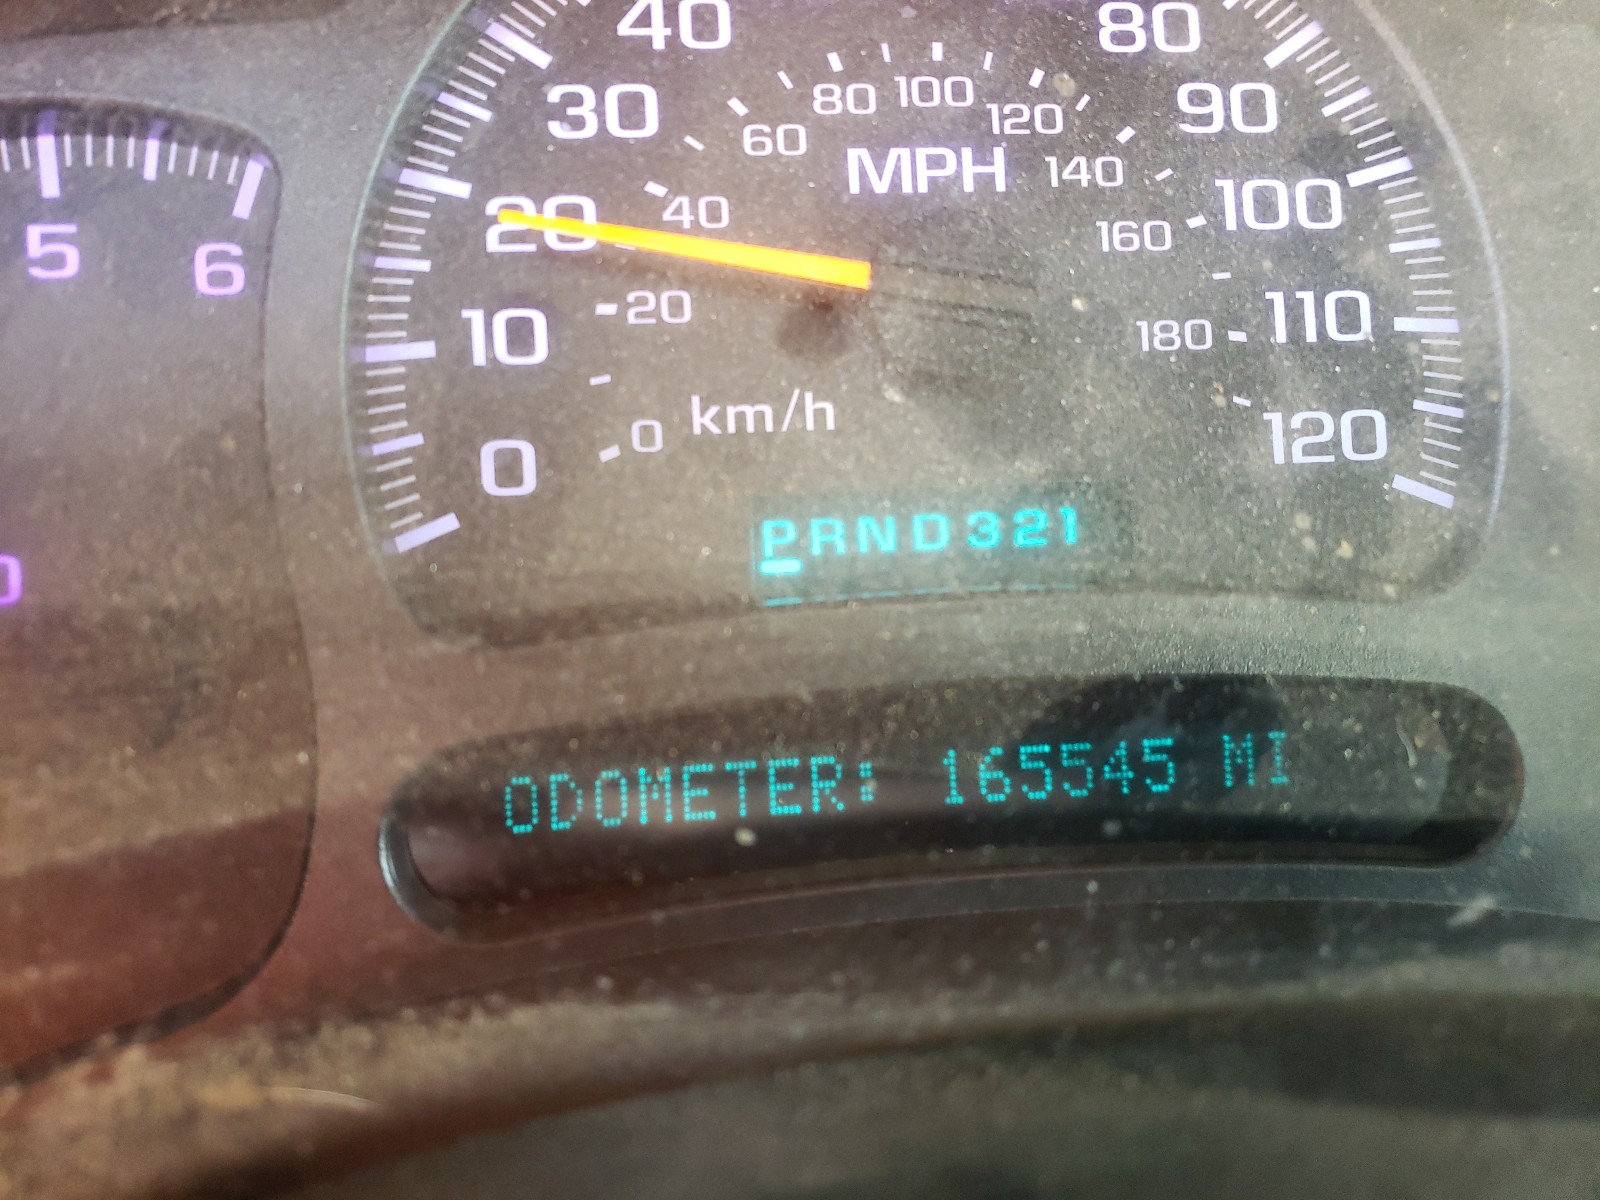 40 80
30 80 100 120 90
60 MPH 140
20 40 160 100
5 6
10 20 180 110
0 0 km/h 120
PRND321
ODOMETER: 165545 MI